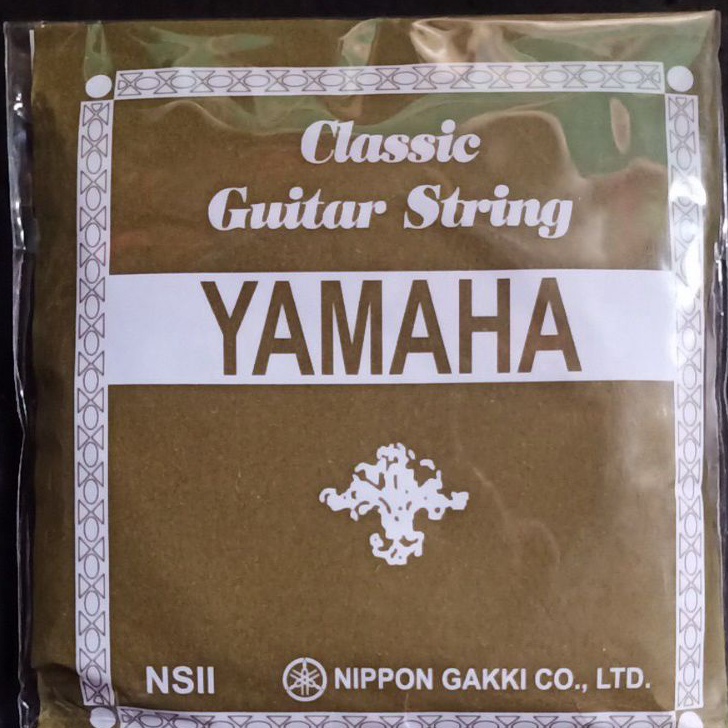 Classic
Guitar String
YAMAHA
NSII
NIPPON GAKKI CO., LTD.